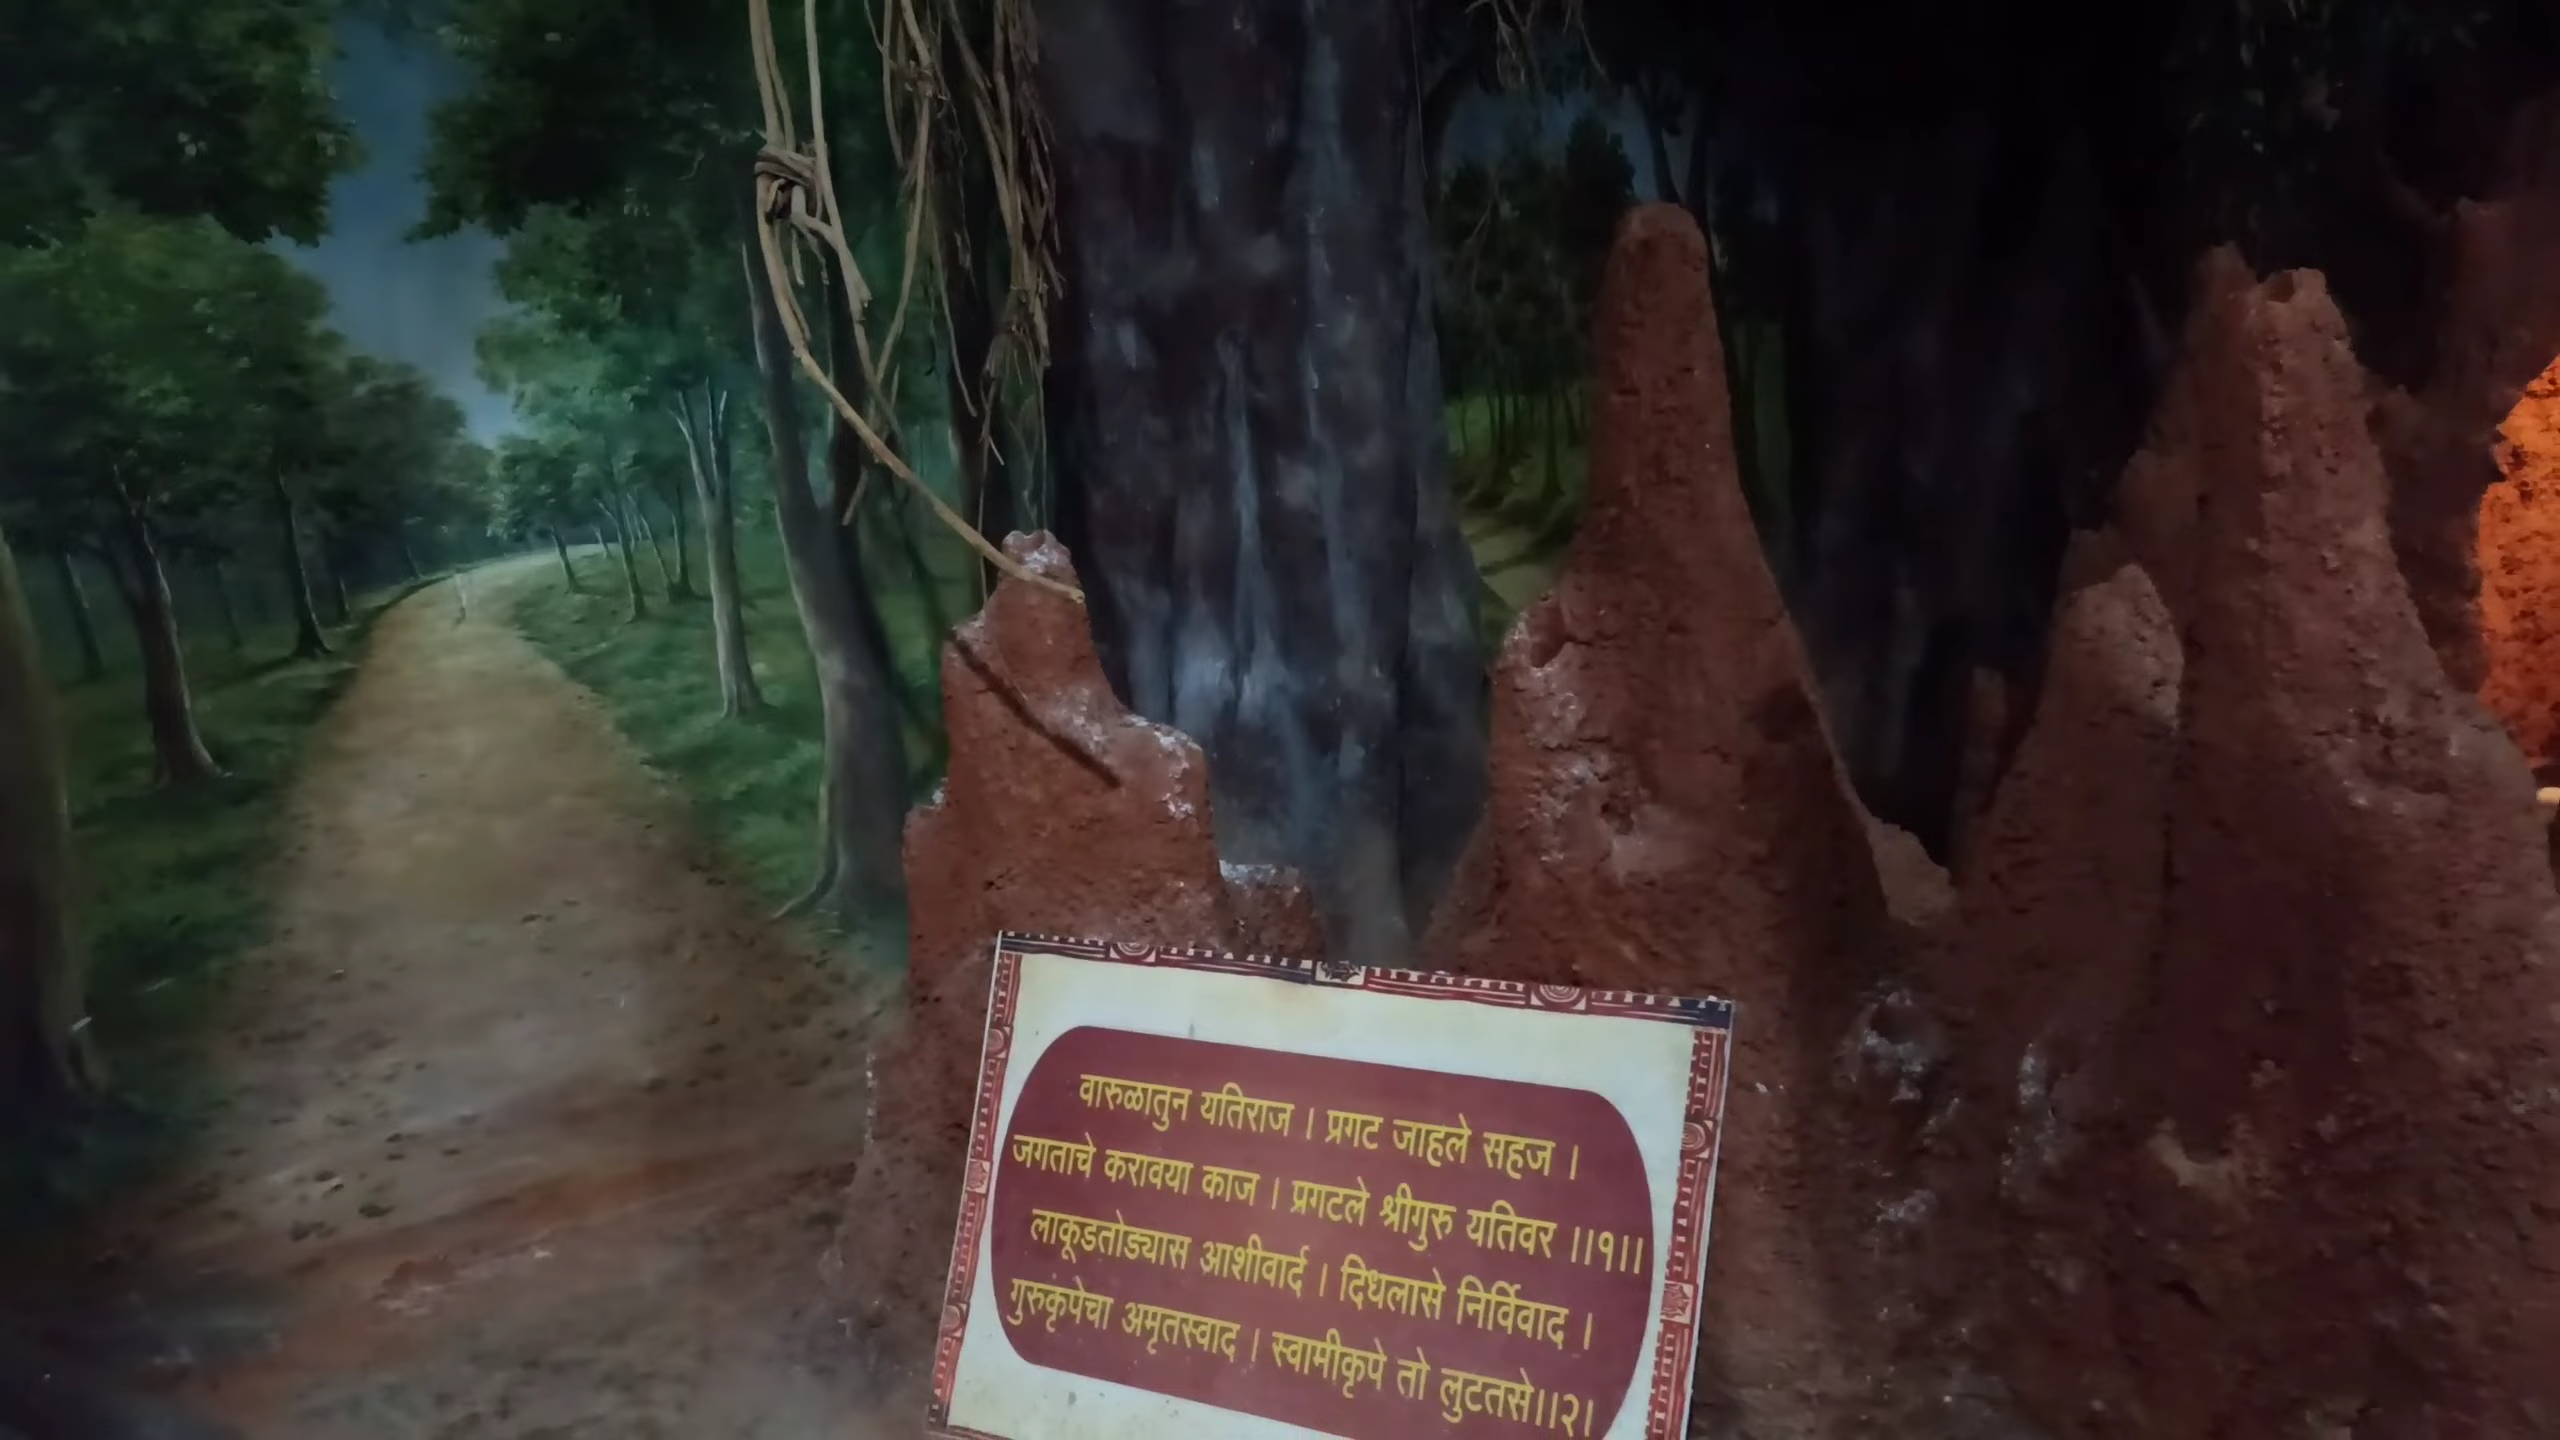 वारुळातुन यतिराज । प्रगट जाहले सहज ।
जगताचे करावया काज । प्रगटले श्रीगुरु यतिवर ।।१।।
लाकूडतोड्यास आशीवार्द । दिधलासे निर्विवाद ।
गुरुकृंपेचा अमृतस्वाद । स्वामीकृपे तो लुटतसे।।२।